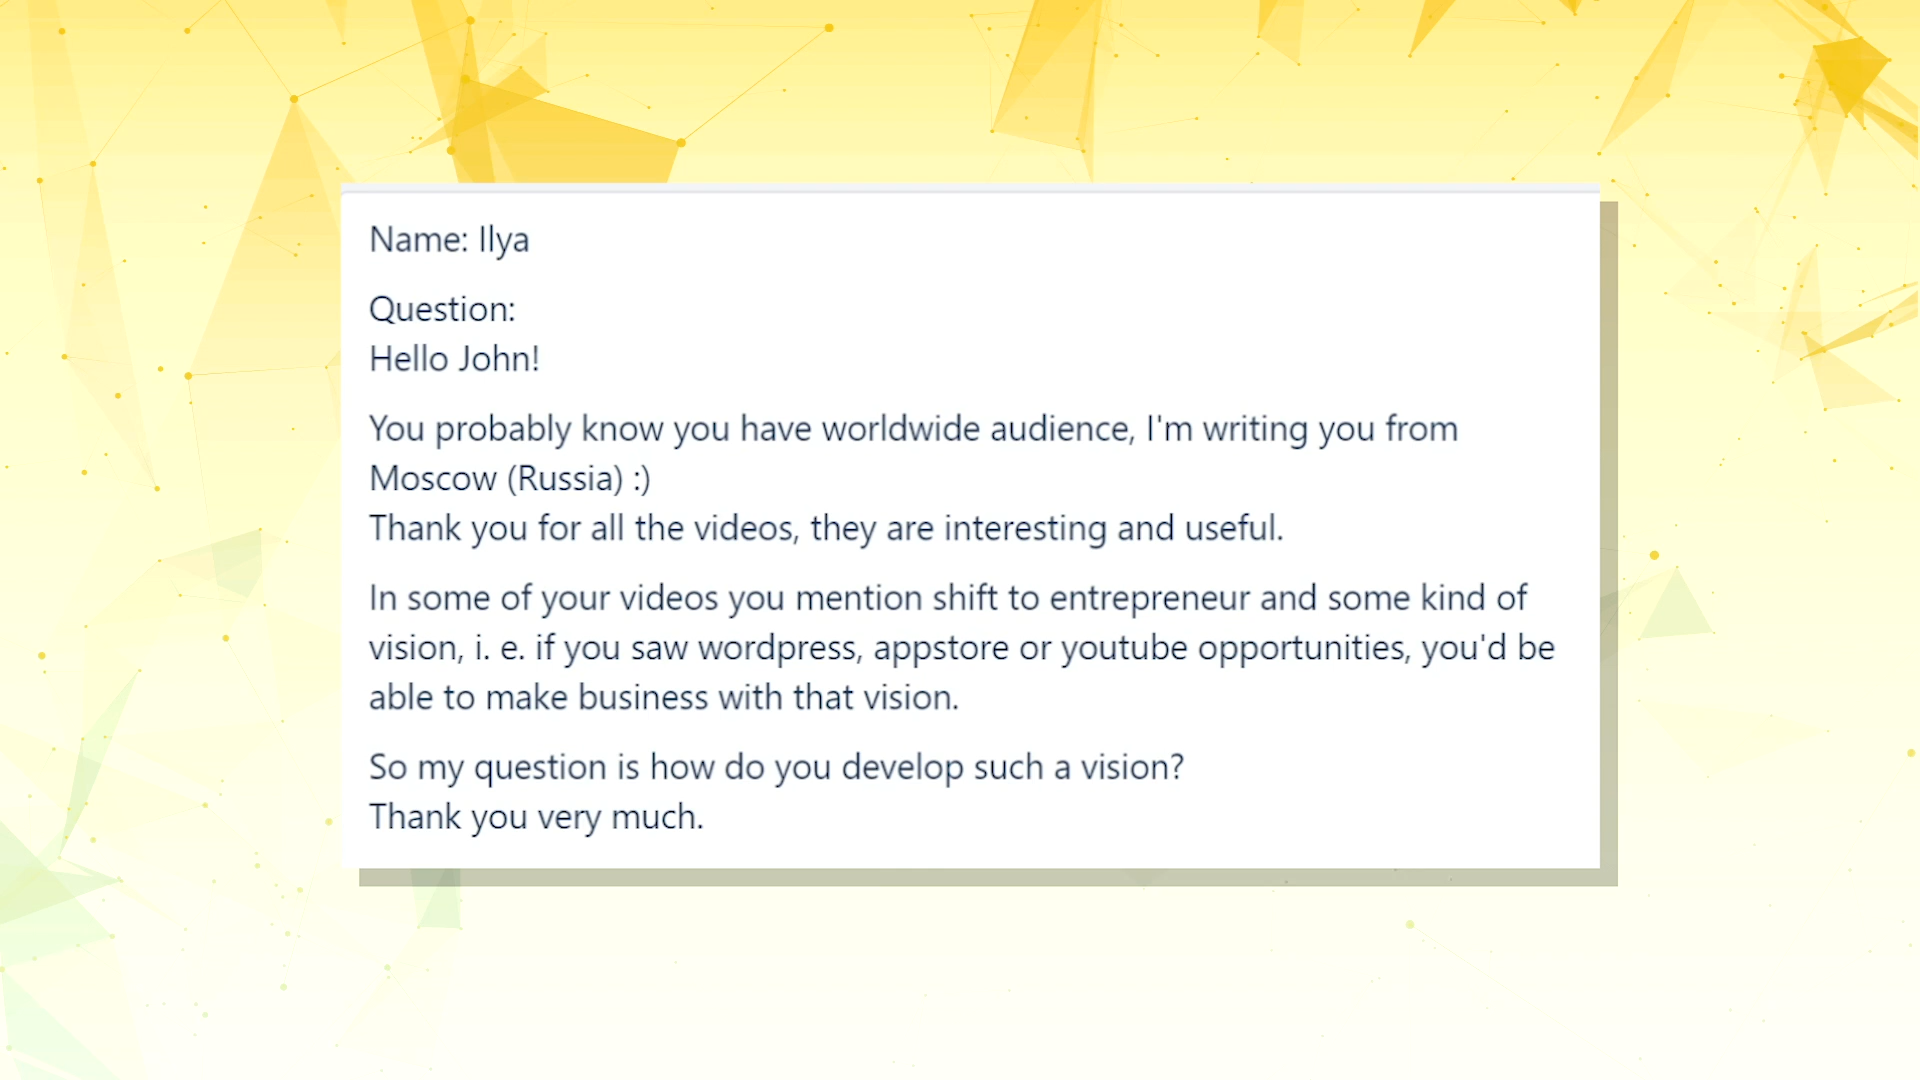 Name: Ilya
Question:
Hello John!
You probably know you have worldwide audience, I'm writing you from
Moscow (Russia) :)
Thank you for all the videos, they are interesting and useful.
In some of your videos you mention shift to entrepreneur and some kind of
vision, i. e. if you saw wordpress, appstore or youtube opportunities, you'd be
able to make business with that vision.
So my question is how do you develop such a vision?
Thank you very much.